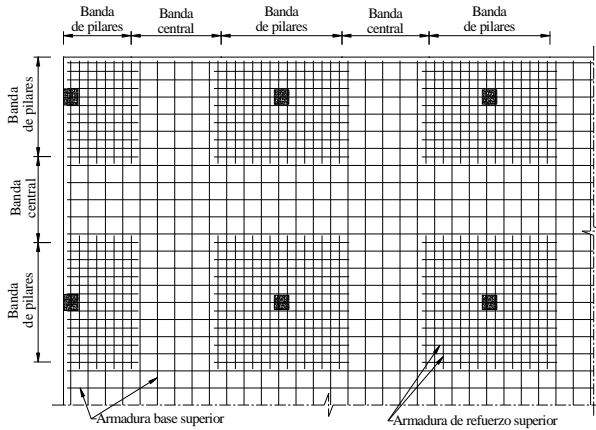 Banda
de pilares
Banda
central
Banda
de pilares
Banda
central
Banda
de pilares
Banda
de pilares
Banda
central
Banda
de pilares
Armadura base superior
Armadura de refuerzo superior